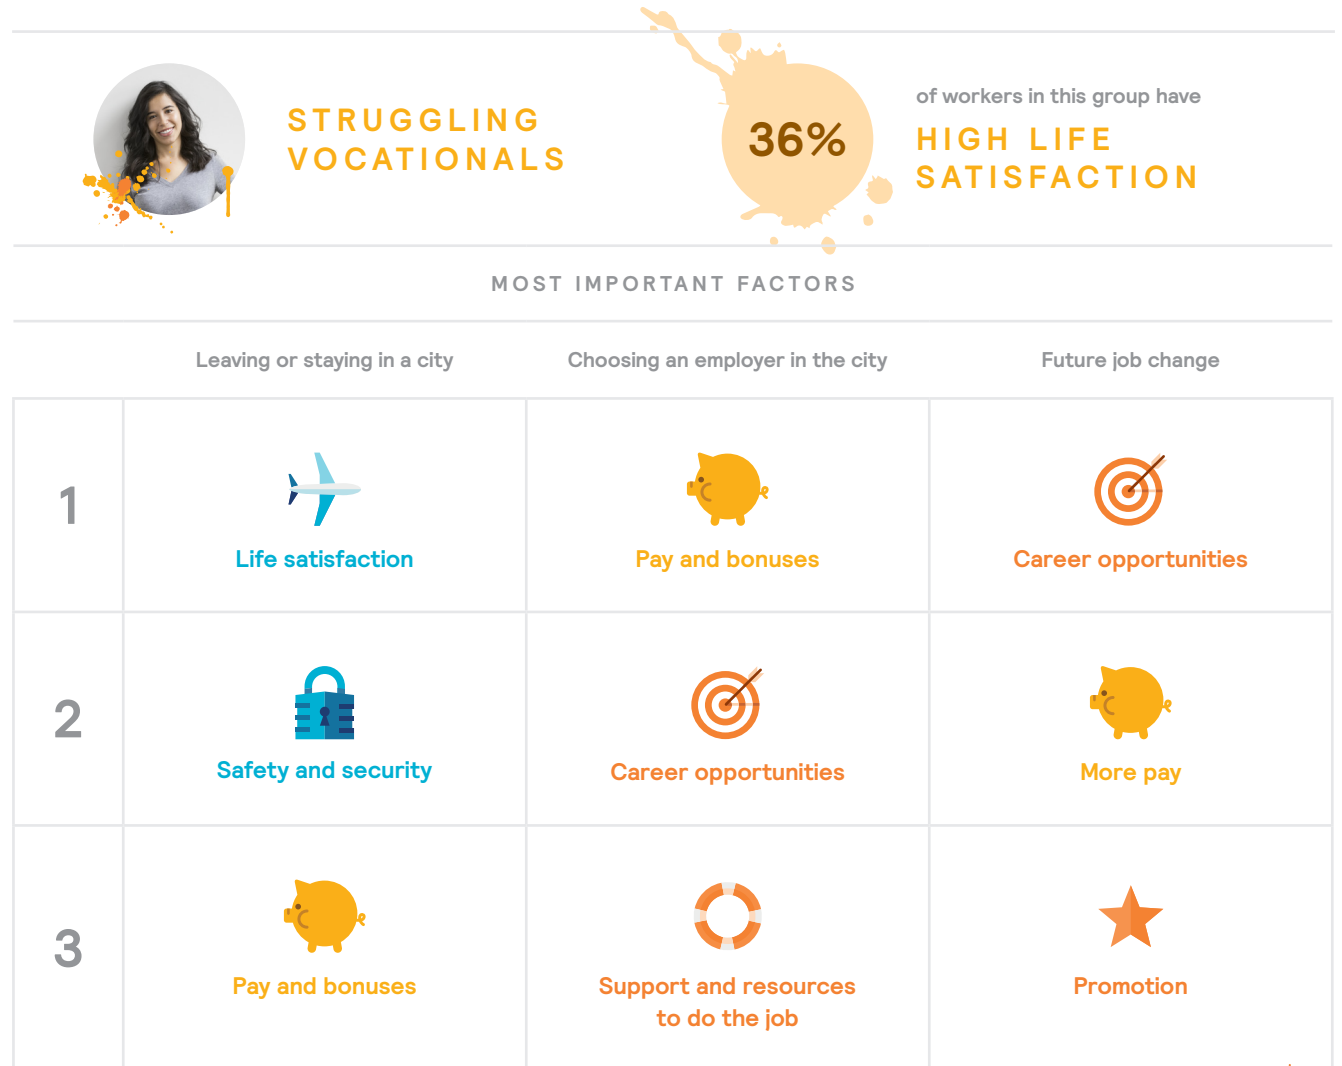 STRUGGLING
VOCATIONALS
36%
of workers in this group have
HIGH LIFE
SATISFACTION
MOST IMPORTANT FACTORS
Leaving or staying in a city
Choosing an employer in the city
Future job change
1
Life satisfaction
Pay and bonuses
Career opportunities
2
Safety and security
Career opportunities
More pay
3
Pay and bonuses
Support and resources
to do the job
Promotion